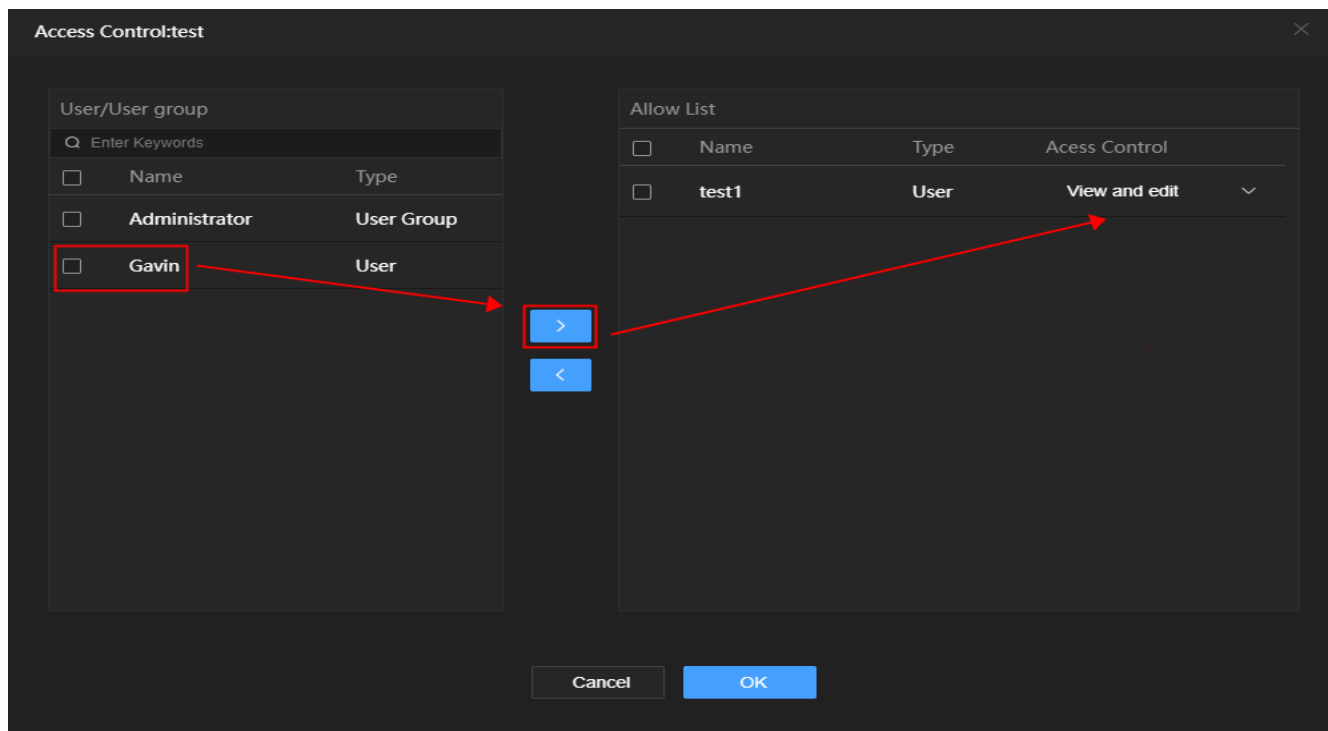 Access Control:test
User/User group
Enter Keywords
Name Type
Administrator User Group
Gavin User
>
<
Allow List
Name Type Acess Control
test1 User View and edit
Cancel OK